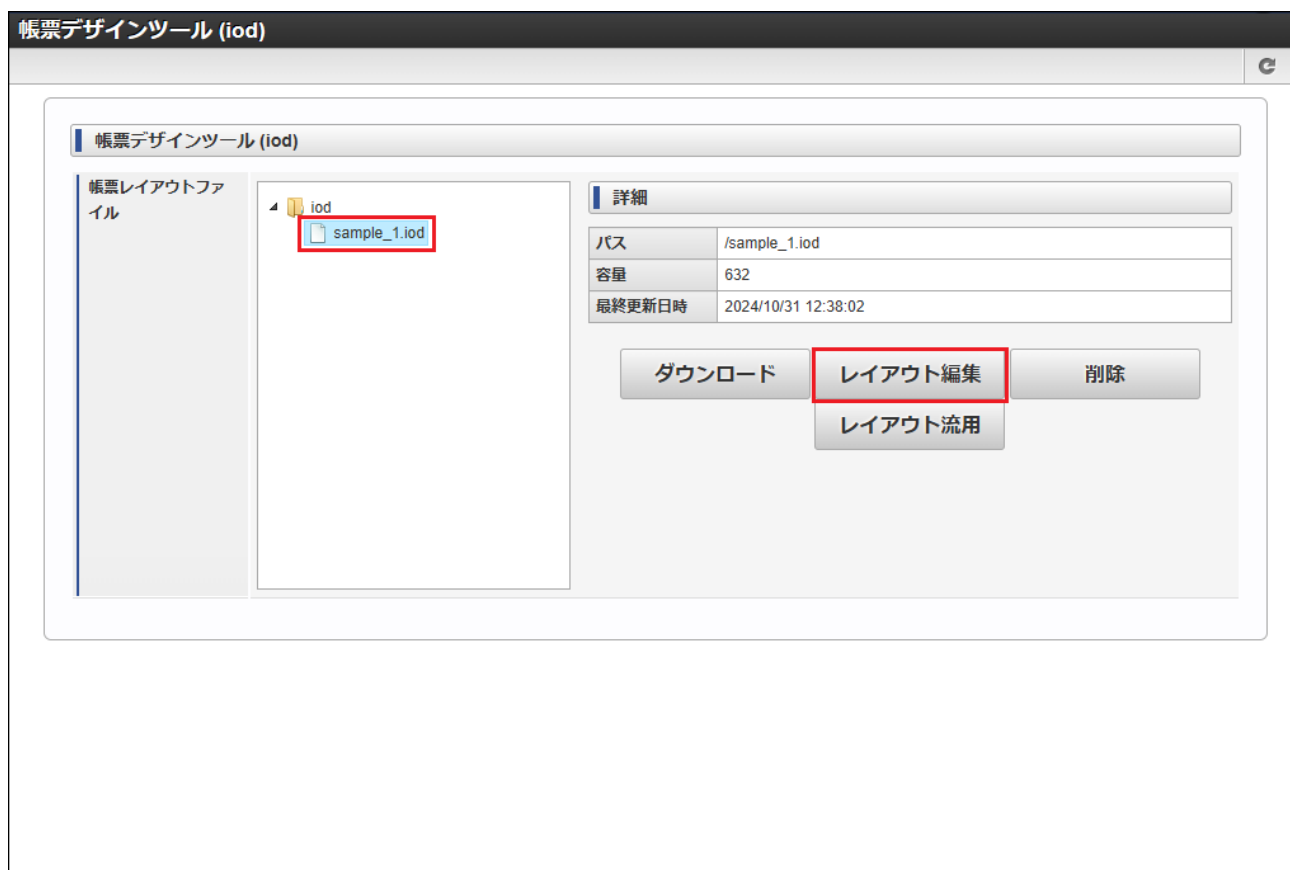 帳票デザインツール (iod)
帳票デザインツール (iod)
帳票レイアウトファ
イル
iod
sample_1.iod
詳細
パス /sample_1.iod
容量 632
最終更新日時 2024/10/31 12:38:02
ダウンロード レイアウト編集 削除
レイアウト流用